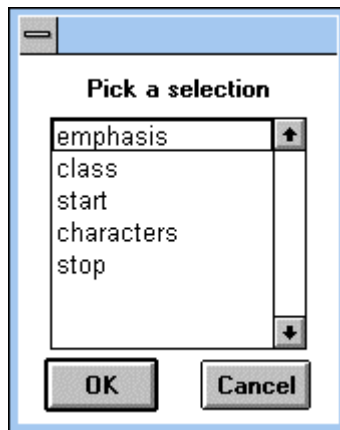 Pick a selection
emphasis
class
start
characters
stop
OK Cancel